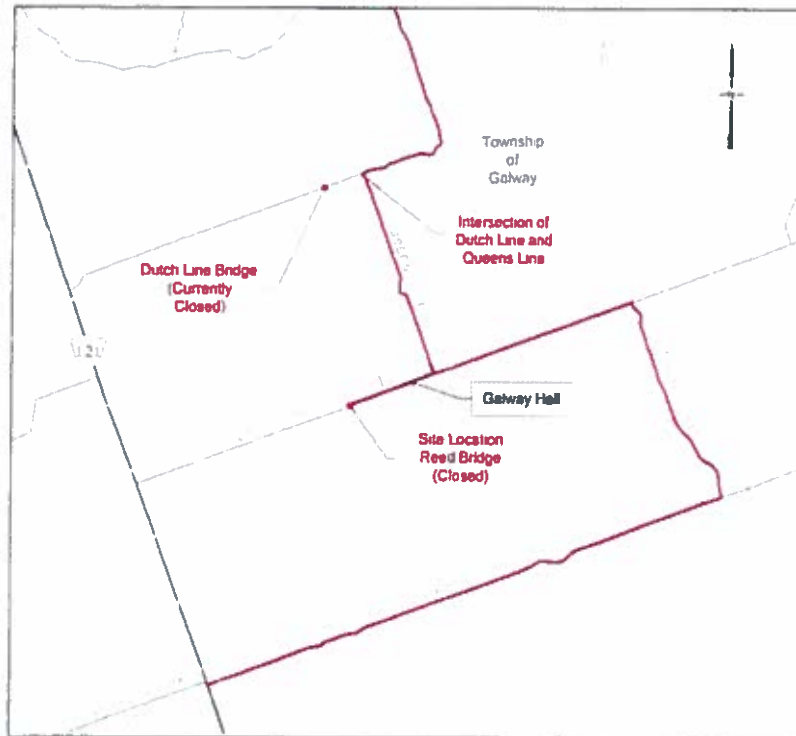 Township
of
Galway
Intersection of
Dutch Line and
Queens Line
Dutch Line Bridge
(Currently
Closed)
121
Galway Hall
Site Location
Reed Bridge
(Closed)